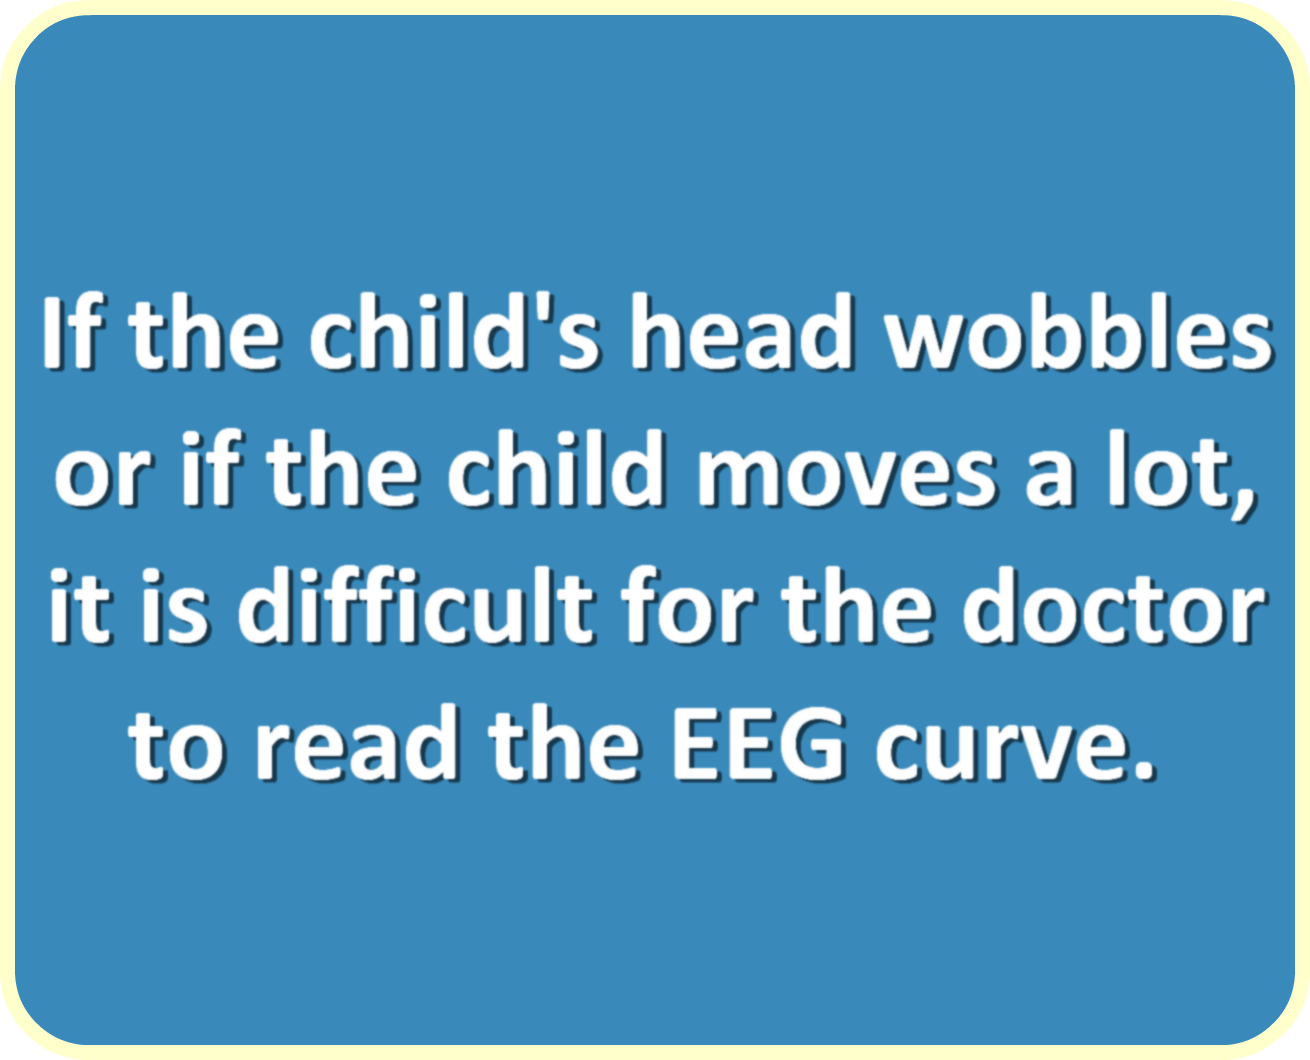 If the child's head wobbles
or if the child moves a lot,
it is difficult for the doctor
to read the EEG curve.